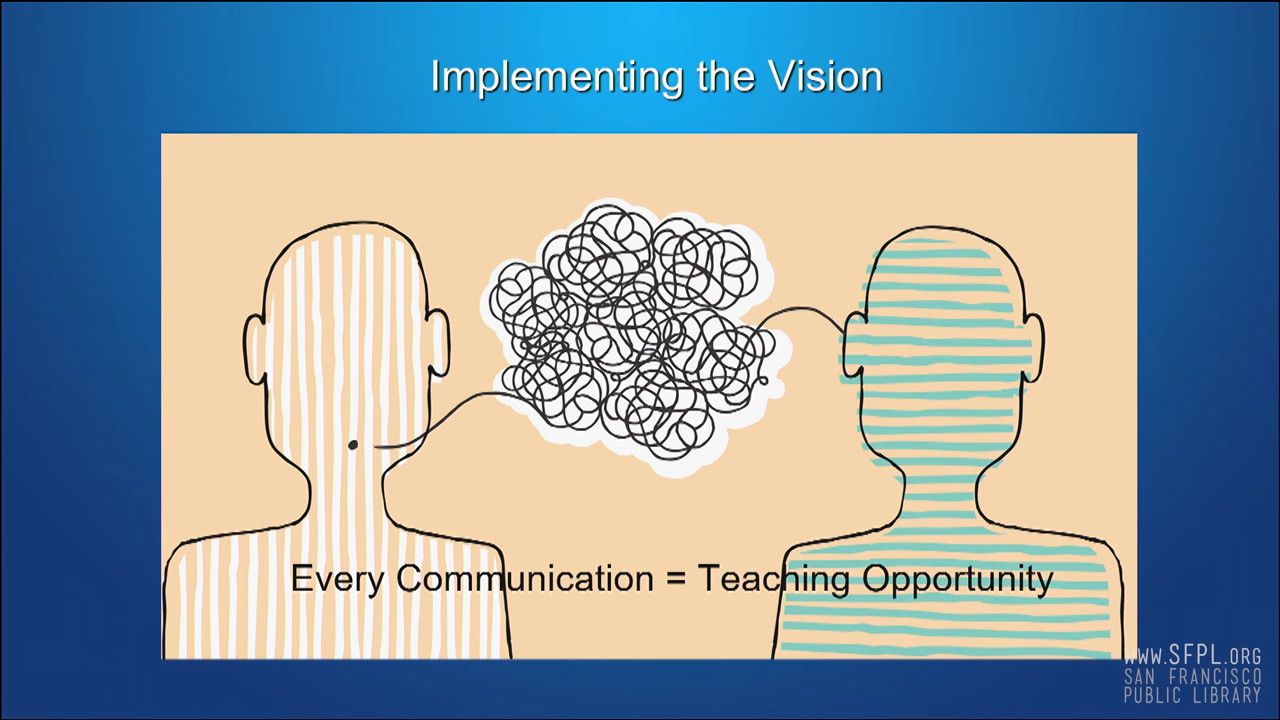 Implementing the Vision
Every Communication = Teaching Opportunity
WWW.SFPL.ORG
SAN FRANCISCO
PUBLIC LIBRARY